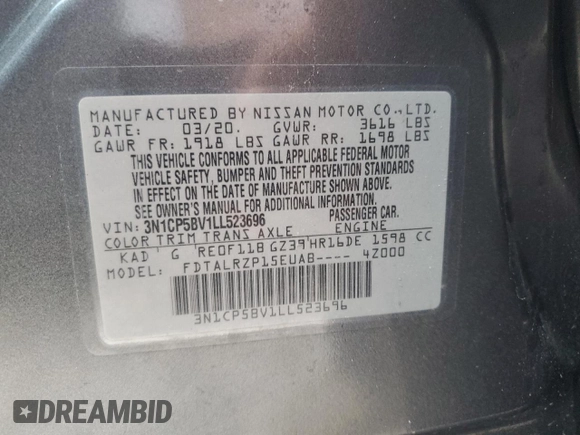 MANUFACTURED BY NISSAN MOTOR CO.,LTD.
DATE: 03/20. GVWR: 3616 LBS
GAWR FR: 1918 LBS GAWR RR: 1698 LBS
THIS VEHICLE CONFORMS TO ALL APPLICABLE FEDERAL MOTOR
VEHICLE SAFETY, BUMPER AND THEFT PREVENTION STANDARDS
IN EFFECT ON THE DATE OF MANUFACTURE SHOWN ABOVE.
SEE OWNER'S MANUAL FOR ADDITIONAL INFORMATION.
VIN: 3N1CP5BV1LL523696 PASSENGER CAR.
COLOR TRIM TRANS AXLE ENGINE
KAD G RE0F11B GZ39 HR16DE 1598 CC
FDTALRZP15EUAB---- 4Z000
3N1CP5BV1LL523696
DREAMBID